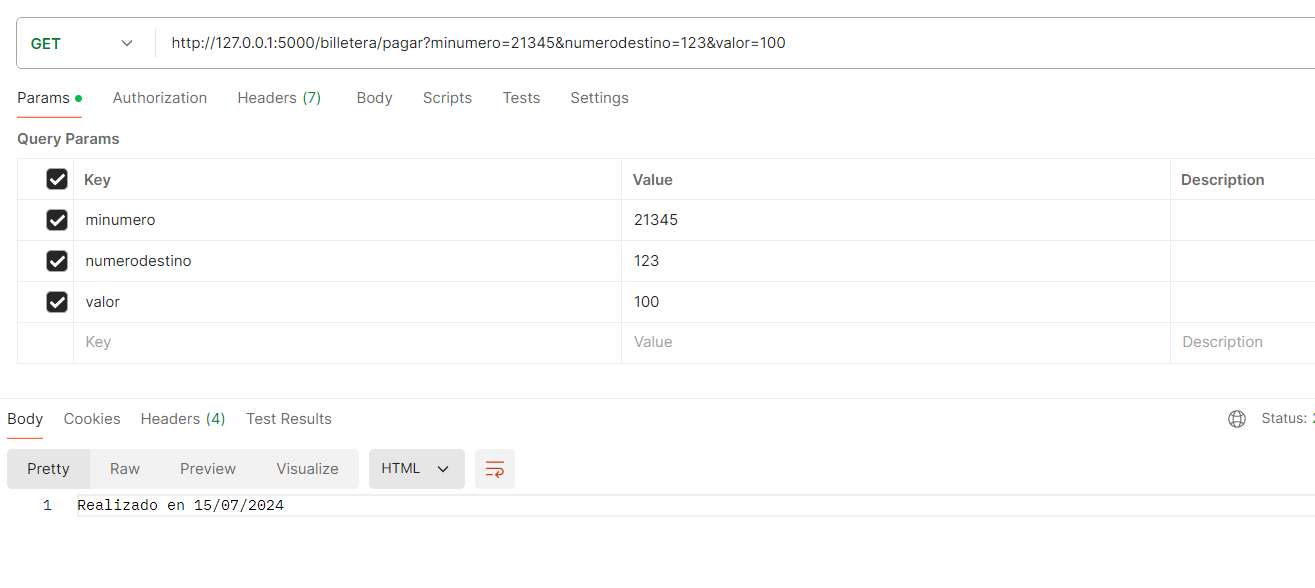 GET http://127.0.0.1:5000/billetera/pagar?minumero=21345&numerodestino=123&valor=100
Params Authorization Headers (7) Body Scripts Tests Settings
Query Params
Key Value Description
minumero 21345
numerodestino 123
valor 100
Key Value Description
Body Cookies Headers (4) Test Results Status: 2
Pretty Raw Preview Visualize HTML
1 Realizado en 15/07/2024